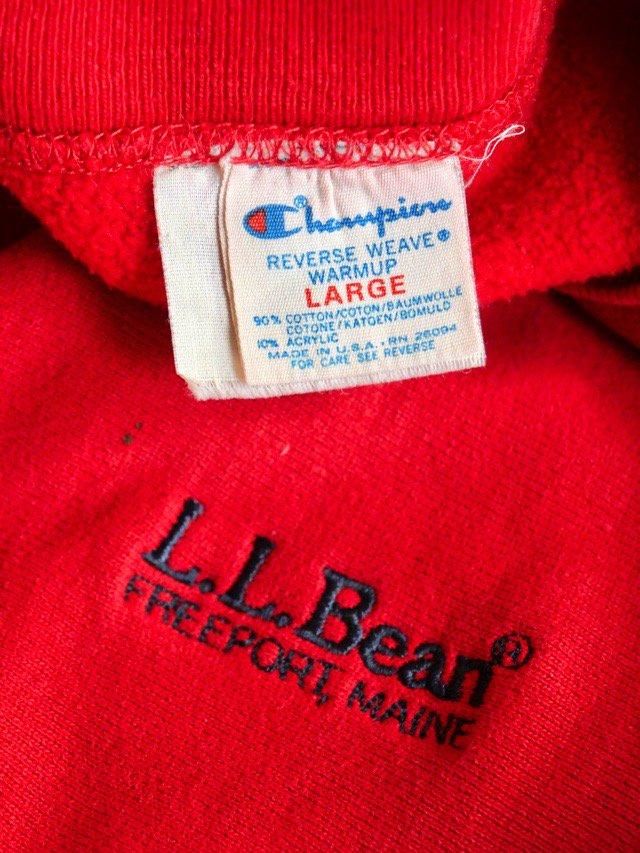 Champion
REVERSE WEAVE®
WARMUP
LARGE
90% COTTON/COTON/BAUMWOLLE
COTONE/KATOEN/BOMULD
10% ACRYLIC
MADE IN U.S.A. RN 26094
FOR CARE SEE REVERSE
L.L.Bean®
FREEPORT, MAINE